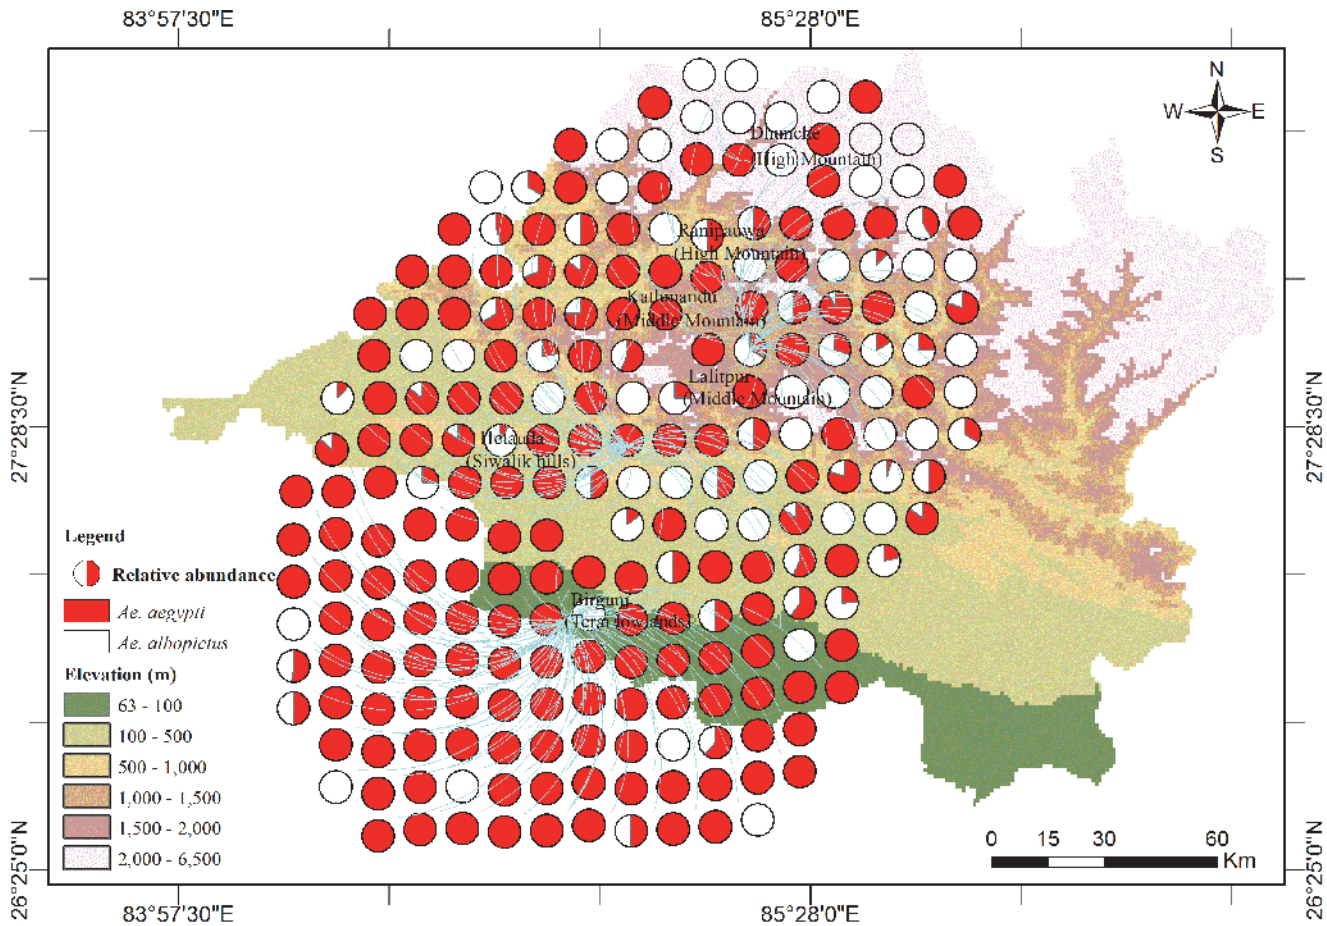 83°57'30"E
85°28'0"E
N
W
E
S
Dhunche
(High Mountain)
Ranipauwa
(High Mountain)
Kathmandu
(Middle Mountain)
Lalitpur
(Middle Mountain)
27°28'30"N
27°28'30"N
Hetauda
(Siwalik hills)
Legend
Relative abundance
Ae. aegypti
Ae. albopictus
Birgunj
(Terai lowlands)
Elevation (m)
63 - 100
100 - 500
500 - 1,000
1,000 - 1,500
1,500 - 2,000
2,000 - 6,500
0 15 30 60
Km
26°25'0"N
26°25'0"N
83°57'30"E
85°28'0"E